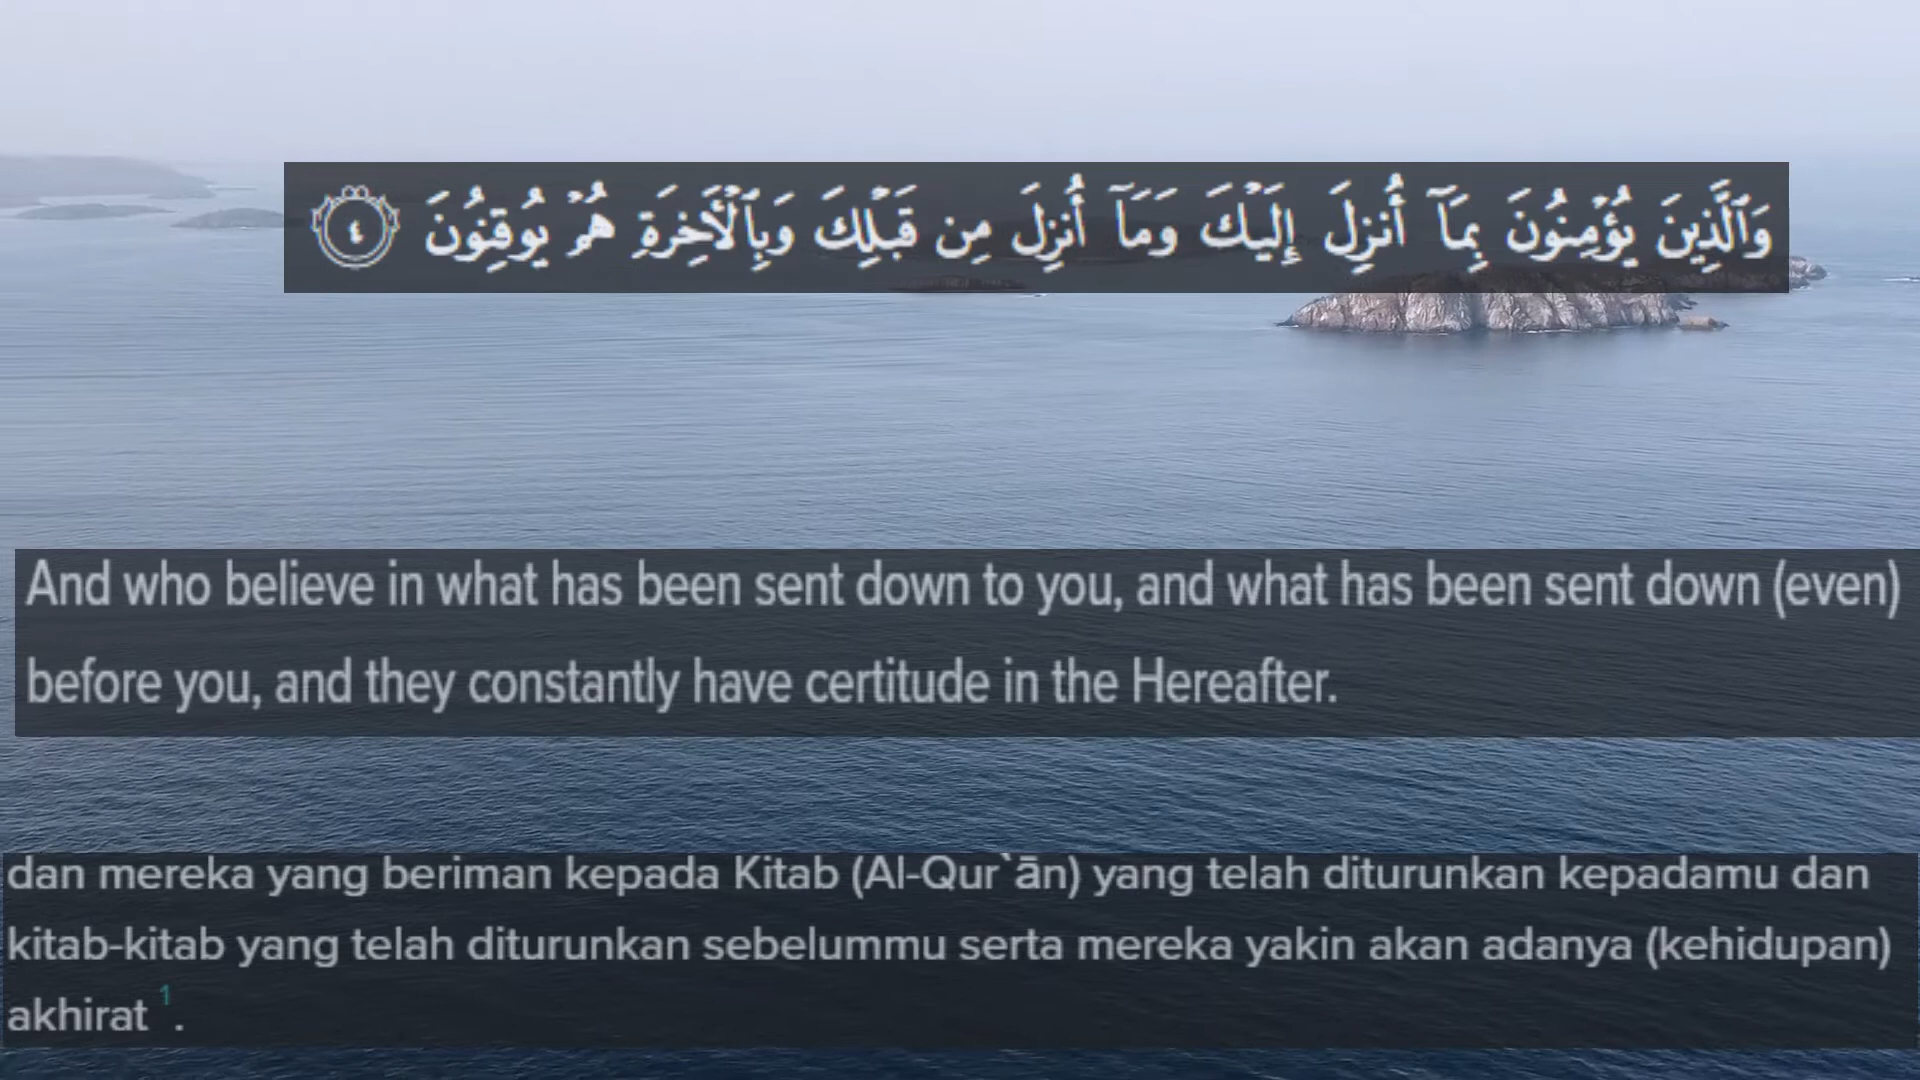 وَٱلَّذِينَ يُؤْمِنُونَ بِمَآ أُنزِلَ إِلَيْكَ وَمَآ أُنزِلَ مِن قَبْلِكَ وَبِٱلْـَٔاخِرَةِ هُمْ يُوقِنُونَ ٤
And who believe in what has been sent down to you, and what has been sent down (even)
before you, and they constantly have certitude in the Hereafter.
dan mereka yang beriman kepada Kitab (Al-Qur`ān) yang telah diturunkan kepadamu dan
kitab-kitab yang telah diturunkan sebelummu serta mereka yakin akan adanya (kehidupan)
akhirat 1.